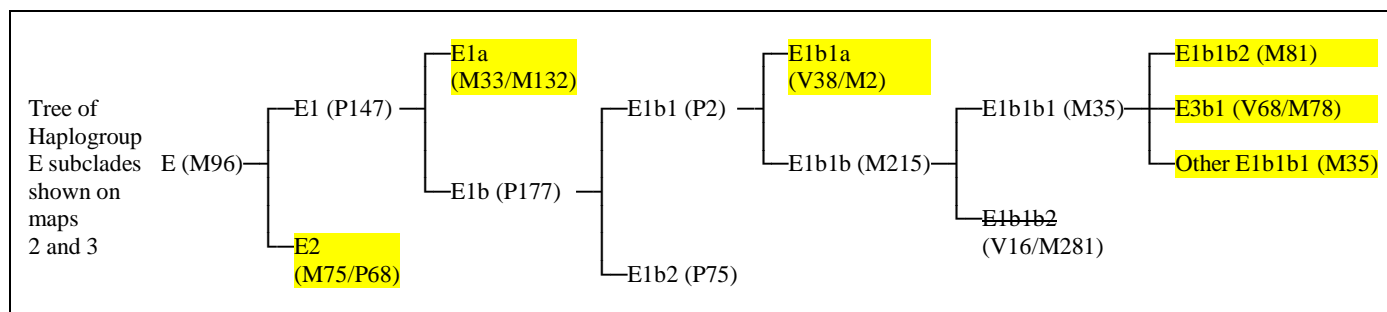 Tree of
Haplogroup
E subclades
shown on
maps
2 and 3
E (M96)
E1 (P147)
E2
(M75/P68)
E1a
(M33/M132)
E1b (P177)
E1b1 (P2)
E1b2 (P75)
E1b1a
(V38/M2)
E1b1b (M215)
E1b1b1 (M35)
E1b1b2
(V16/M281)
E1b1b2 (M81)
E3b1 (V68/M78)
Other E1b1b1 (M35)